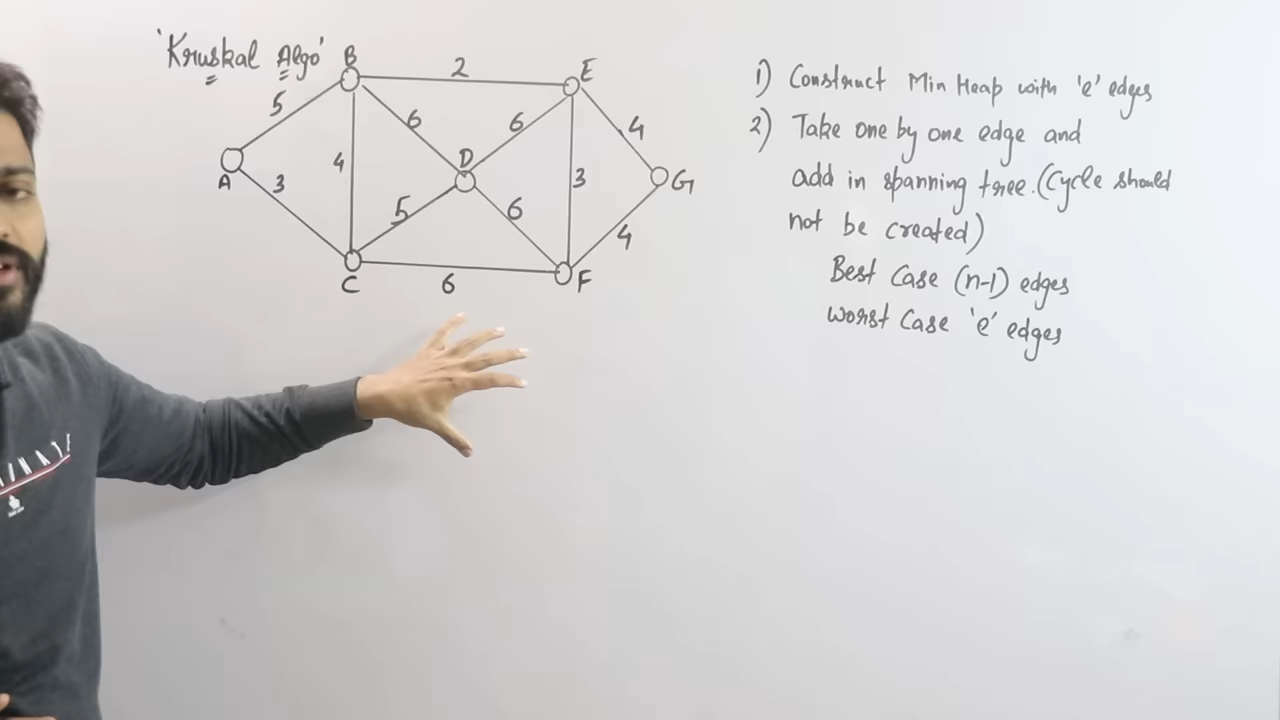 'Kruskal Algo'
B
2
E
5
6
6
4
A
3
4
D
3
G
5
6
4
C
6
F
1) Construct Min Heap with 'e' edges
2) Take one by one edge and
add in spanning tree. (Cycle should
not be created)
Best Case (n-1) edges
worst Case 'e' edges